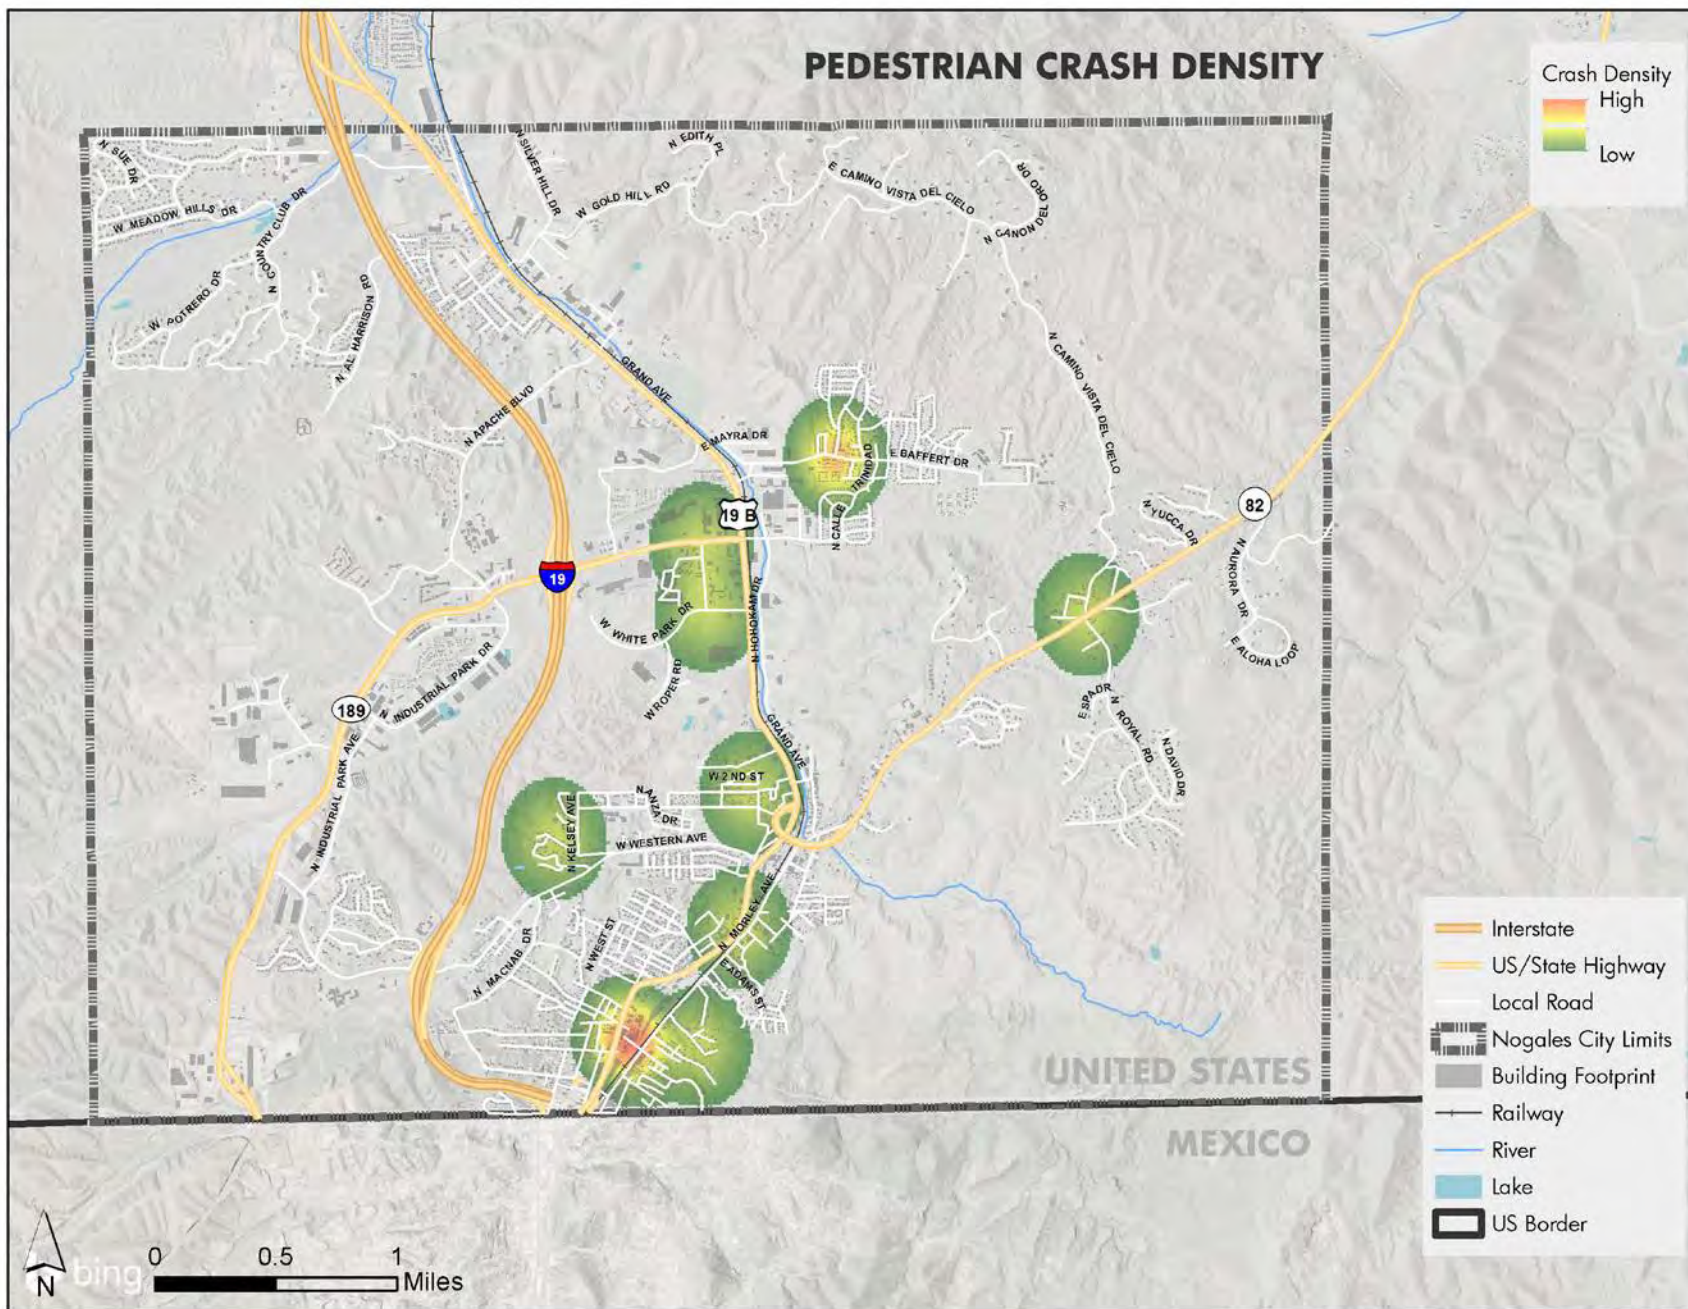 PEDESTRIAN CRASH DENSITY
Crash Density
High
Low
N SUE DR
N SILVER HILL DR
N EDITH PL
W GOLD HILL RD
E CAMINO VISTA DEL CIELO
N CANON DEL ORO DR
W MEADOW HILLS DR
N COUNTRY CLUB DR
W POTRERO DR
N AL HARRISON RD
GRAND AVE
N APACHE BLVD
N CAMINO VISTA DEL CIELO
E MAYRA DR
E BAFFERT DR
N CALLE TRINIDAD
19 B
82
N YUCCA DR
N AURORA DR
E ALOHA LOOP
19
W WHITE PARK DR
N HOHOKAM DR
W ROPER RD
N INDUSTRIAL PARK DR
189
N INDUSTRIAL PARK AVE
E SPA DR
N ROYAL RD
N DAVID DR
GRAND AVE
W 2ND ST
N ANZA DR
N KELSEY AVE
W WESTERN AVE
N MORLEY AVE
N WEST ST
N MACNAB DR
E ADAMS ST
UNITED STATES
MEXICO
Interstate
US/State Highway
Local Road
Nogales City Limits
Building Footprint
Railway
River
Lake
US Border
N
bing
0 0.5 1
Miles